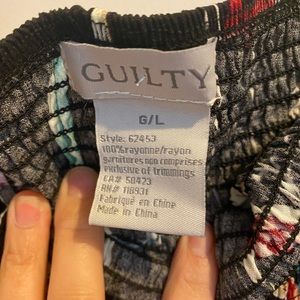 GUILTY
G/L
Style: 62453
100%rayonne/rayon
garnitures non comprises
exclusive of trimmings
CA# 50423
RN# 118931
Fabriqué en Chine
Made in China